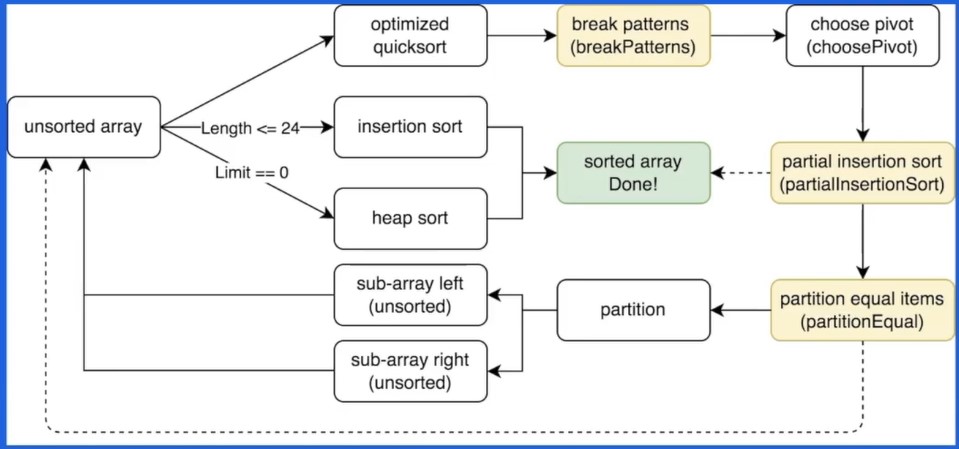 optimized
quicksort
break patterns
(breakPatterns)
choose pivot
(choosePivot)
unsorted array
Length <= 24
insertion sort
Limit == 0
sorted array
Done!
partial insertion sort
(partialInsertionSort)
heap sort
sub-array left
(unsorted)
partition
partition equal items
(partitionEqual)
sub-array right
(unsorted)